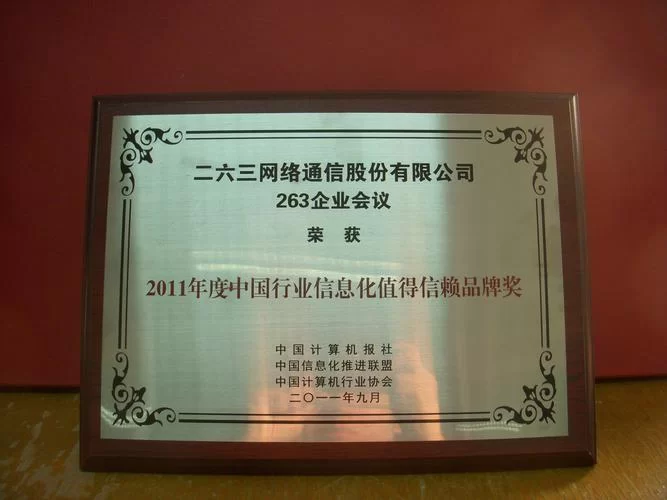 二六三网络通信股份有限公司
263企业会议
荣 获
2011年度中国行业信息化值得信赖品牌奖
中国计算机报社
中国信息化推进联盟
中国计算机行业协会
二〇一一年九月